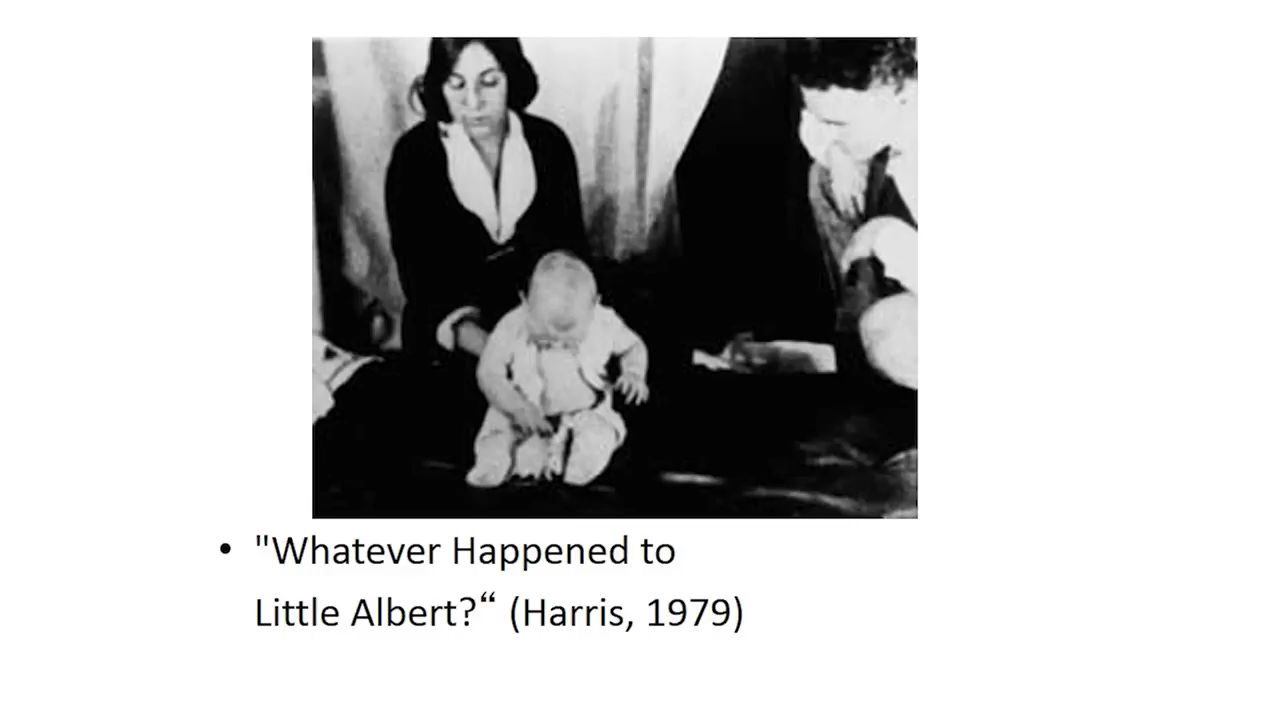 • "Whatever Happened to
Little Albert?“ (Harris, 1979)